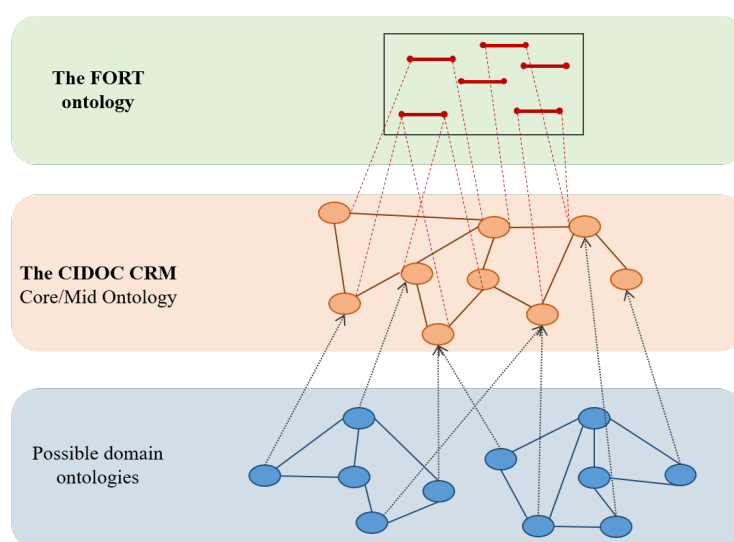 The FORT
ontology
The CIDOC CRM
Core/Mid Ontology
Possible domain
ontologies